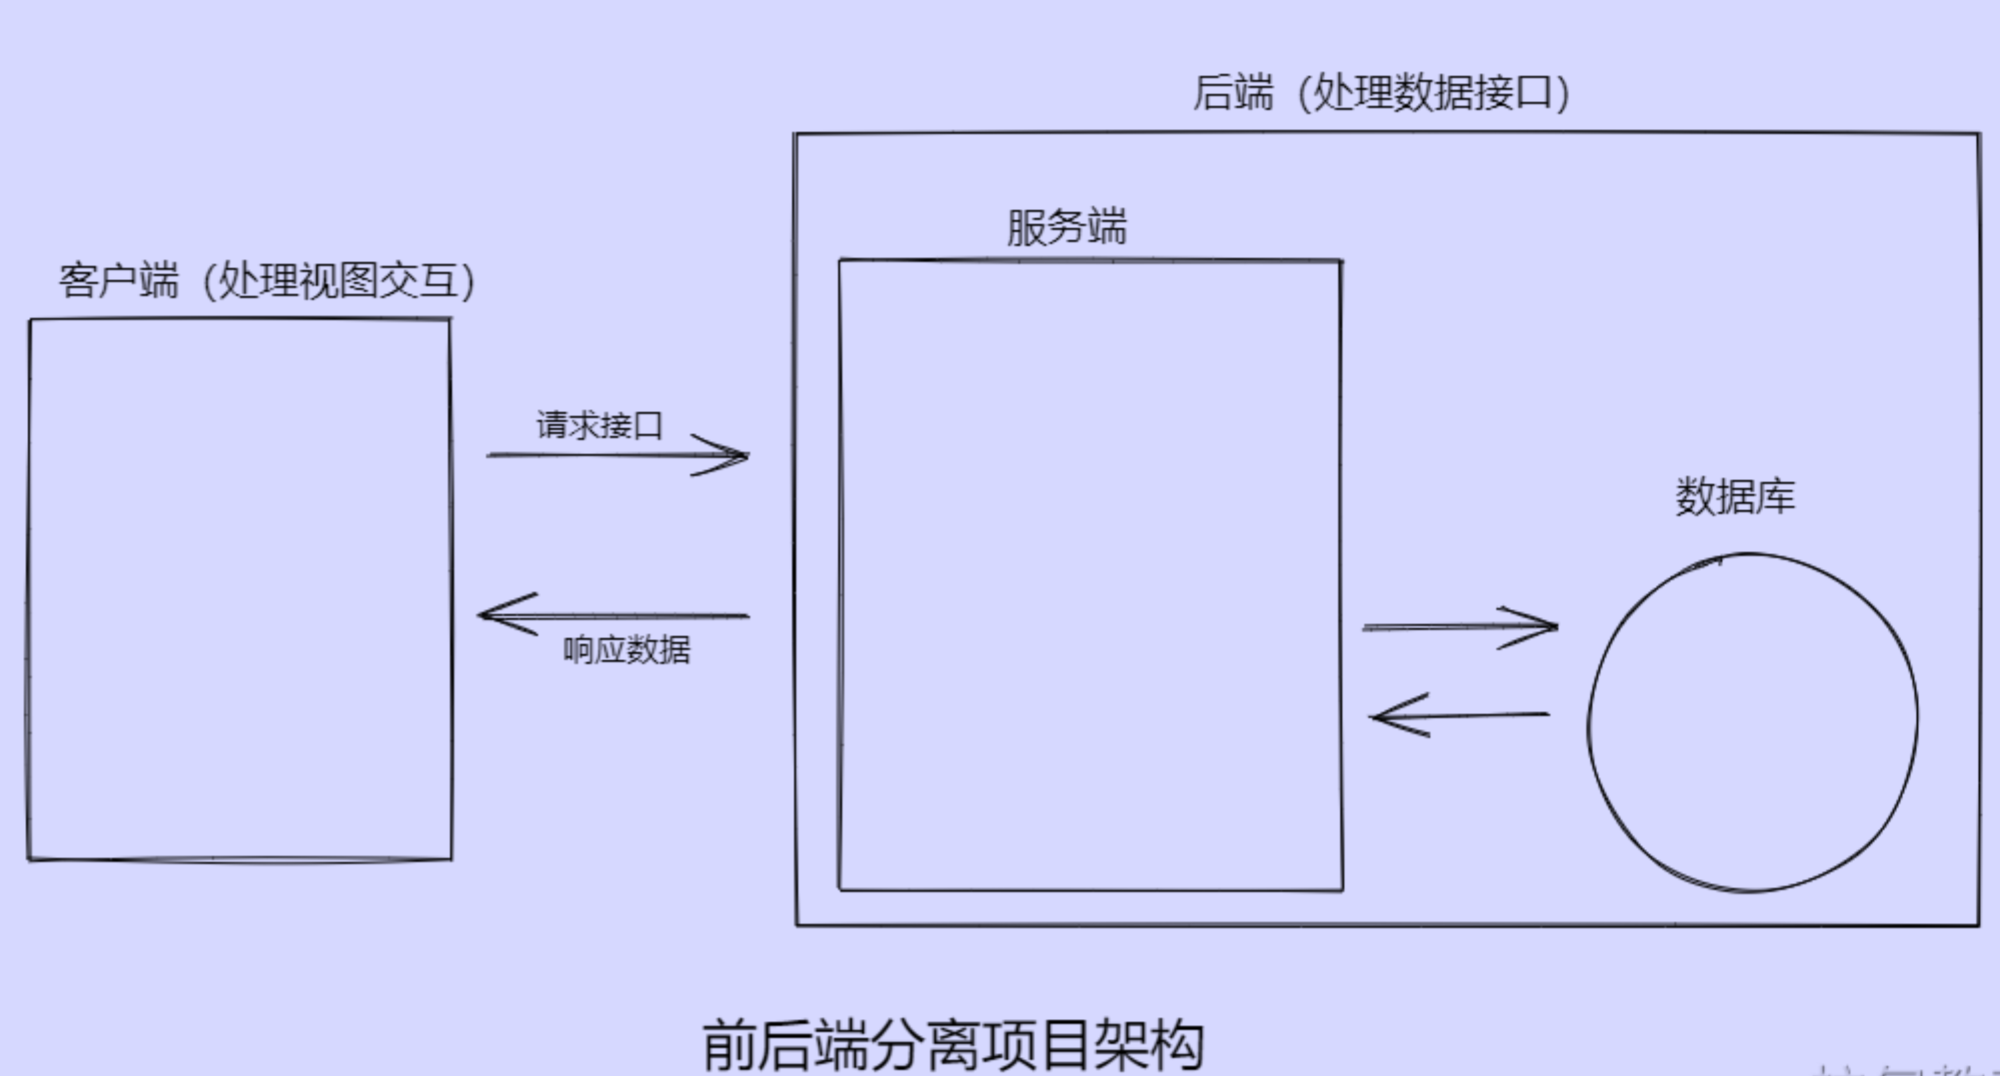 后端（处理数据接口）
服务端
客户端（处理视图交互）
请求接口
数据库
响应数据
前后端分离项目架构